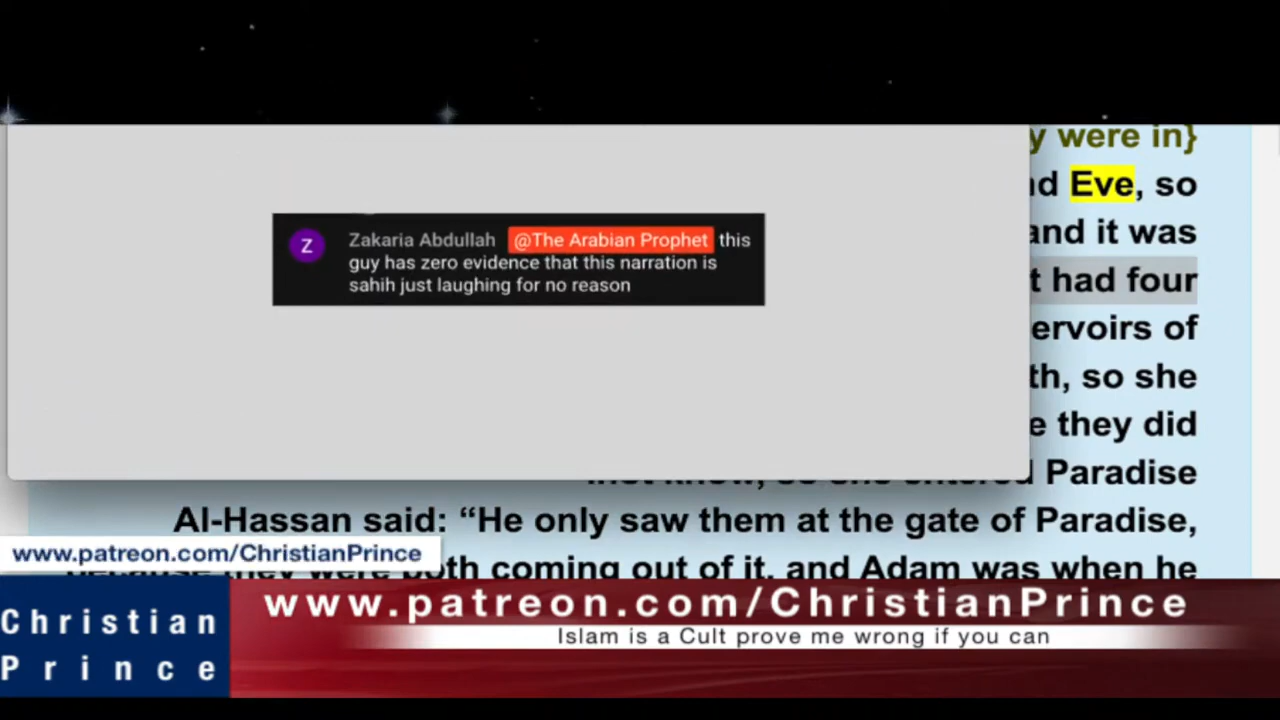 y were in}
nd Eve, so
and it was
t had four
ervoirs of
th, so she
e they did
Paradise
Al-Hassan said: “He only saw them at the gate of Paradise,
both coming out of it, and Adam was when he
Z
Zakaria Abdullah @The Arabian Prophet this
guy has zero evidence that this narration is
sahih just laughing for no reason
www.patreon.com/ChristianPrince
Christian
Prince
www.patreon.com/ChristianPrince
Islam is a Cult prove me wrong if you can